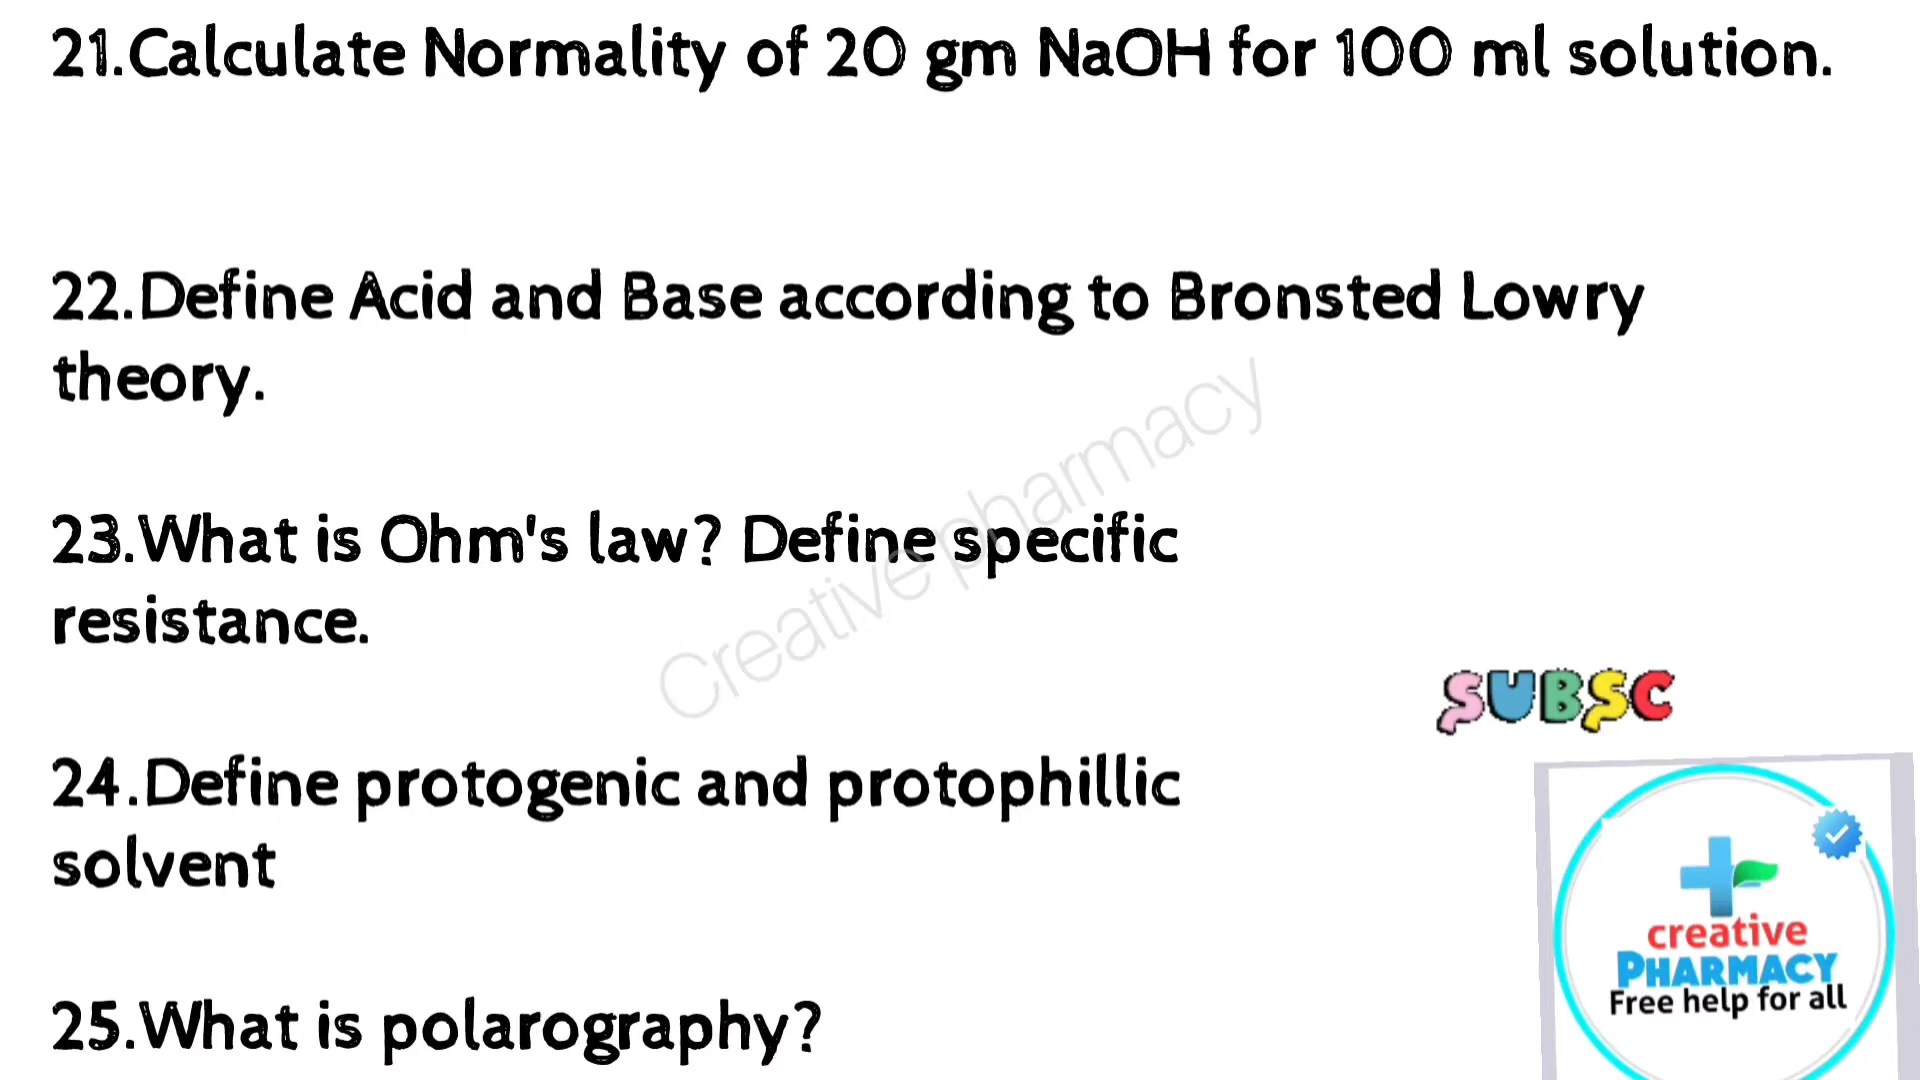 21.Calculate Normality of 20 gm NaOH for 100 ml solution.
22.Define Acid and Base according to Bronsted Lowry
theory.
Creative pharmacy
23.What is Ohm's law? Define specific
resistance.
SUBSC
24.Define protogenic and protophillic
solvent
creative
PHARMACY
Free help for all
25.What is polarography?